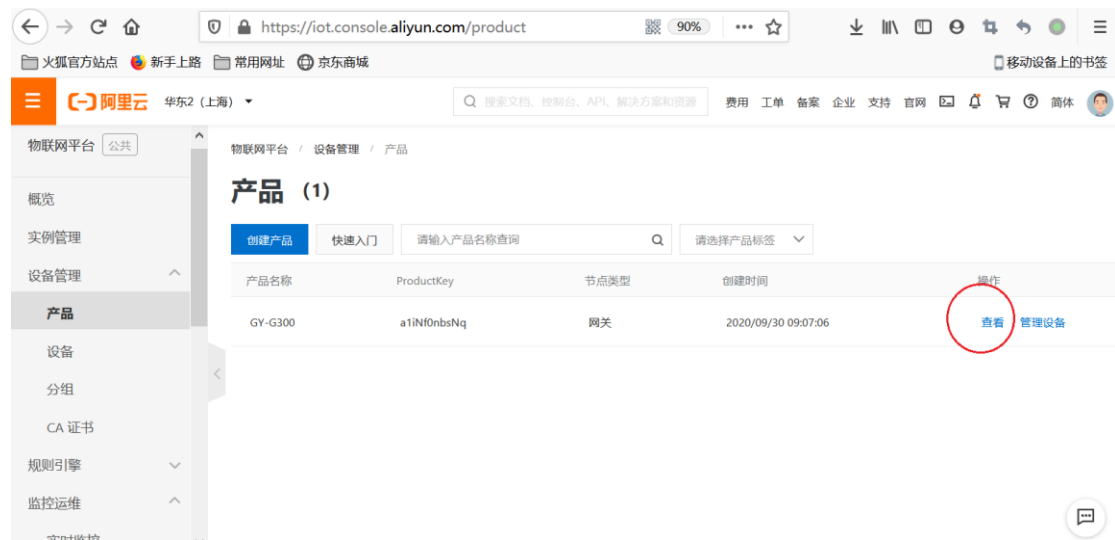 https://iot.console.aliyun.com/product 90%
火狐官方站点 新手上路 常用网址 京东商城 移动设备上的书签
阿里云 华东2（上海） 搜索文档、控制台、API、解决方案和资源 费用 工单 备案 企业 支持 官网 简体
物联网平台 公共
物联网平台 / 设备管理 / 产品
产品 (1)
概览
实例管理
创建产品 快速入门 请输入产品名称查询 请选择产品标签
设备管理
产品名称 ProductKey 节点类型 创建时间 操作
产品
GY-G300 a1iNf0nbsNq 网关 2020/09/30 09:07:06 查看 管理设备
设备
分组
CA 证书
规则引擎
监控运维
实时监控